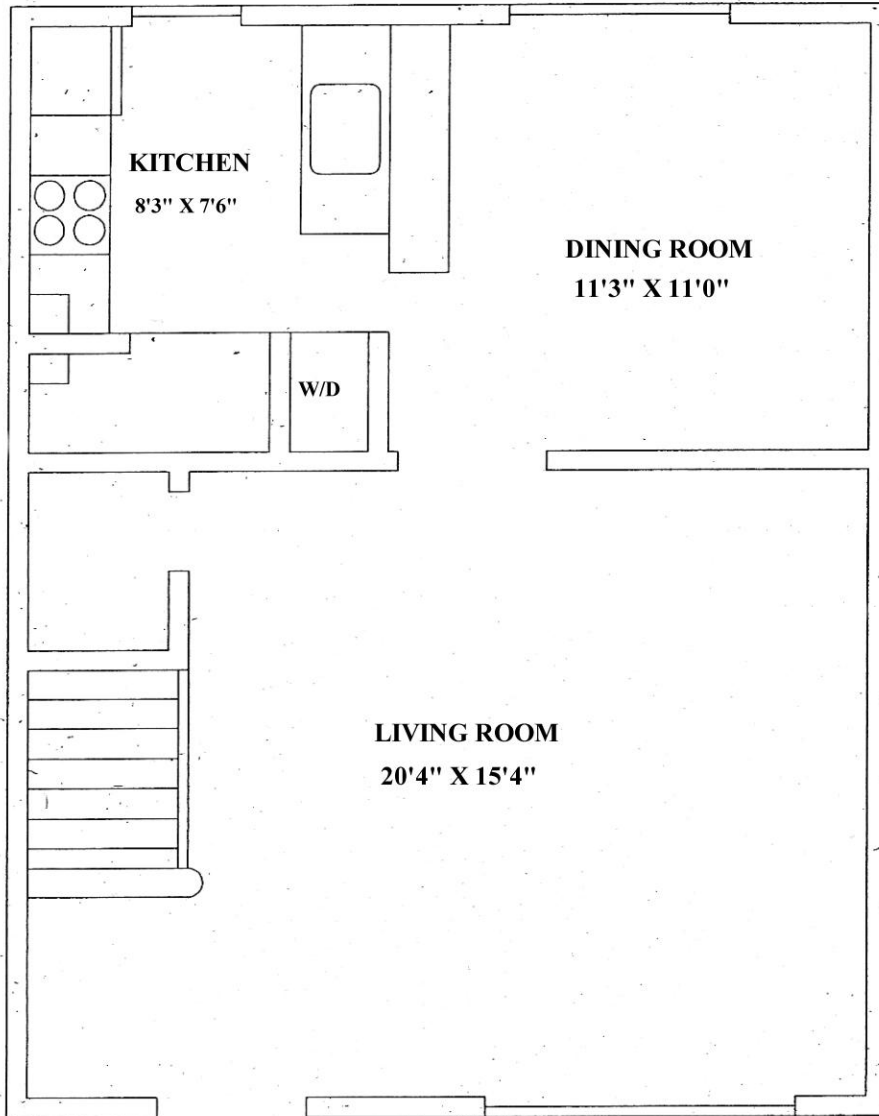 KITCHEN
8'3" X 7'6"
DINING ROOM
11'3" X 11'0"
W/D
LIVING ROOM
20'4" X 15'4"